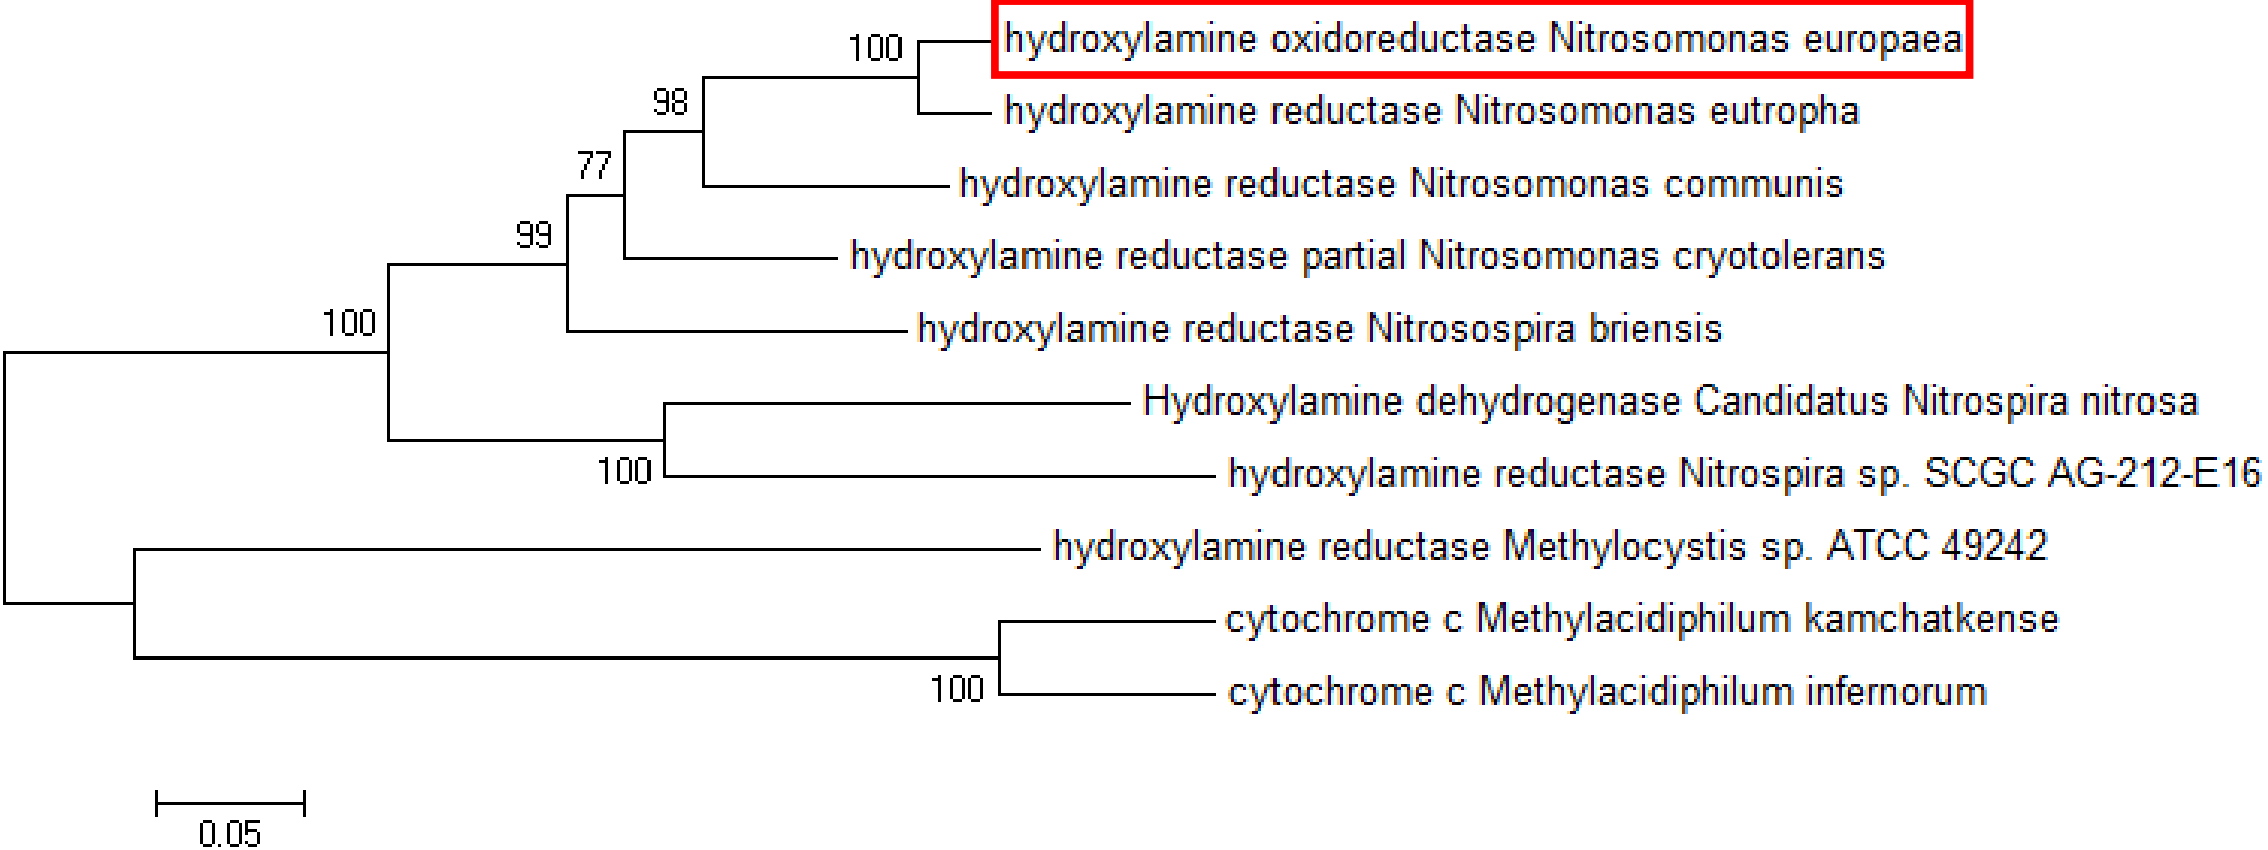 hydroxylamine oxidoreductase Nitrosomonas europaea
100
hydroxylamine reductase Nitrosomonas eutropha
98
hydroxylamine reductase Nitrosomonas communis
77
hydroxylamine reductase partial Nitrosomonas cryotolerans
99
hydroxylamine reductase Nitrosospira briensis
100
Hydroxylamine dehydrogenase Candidatus Nitrospira nitrosa
100
hydroxylamine reductase Nitrospira sp. SCGC AG-212-E16
hydroxylamine reductase Methylocystis sp. ATCC 49242
cytochrome c Methylacidiphilum kamchatkense
100
cytochrome c Methylacidiphilum infernorum
0.05